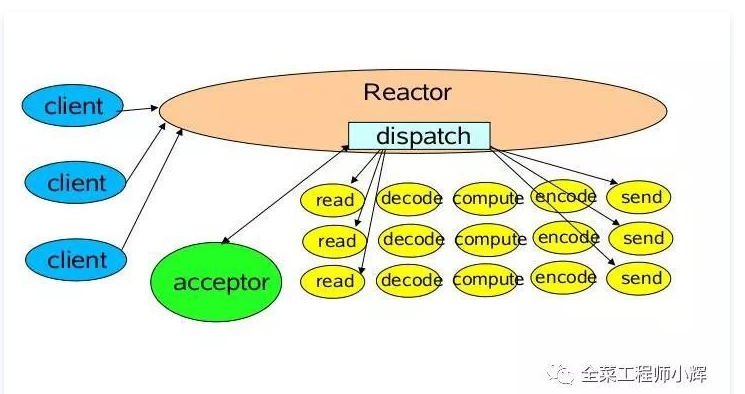 Reactor
client
dispatch
client
read decode compute encode send
read decode compute encode send
client
acceptor
read decode compute encode send
全菜工程师小辉